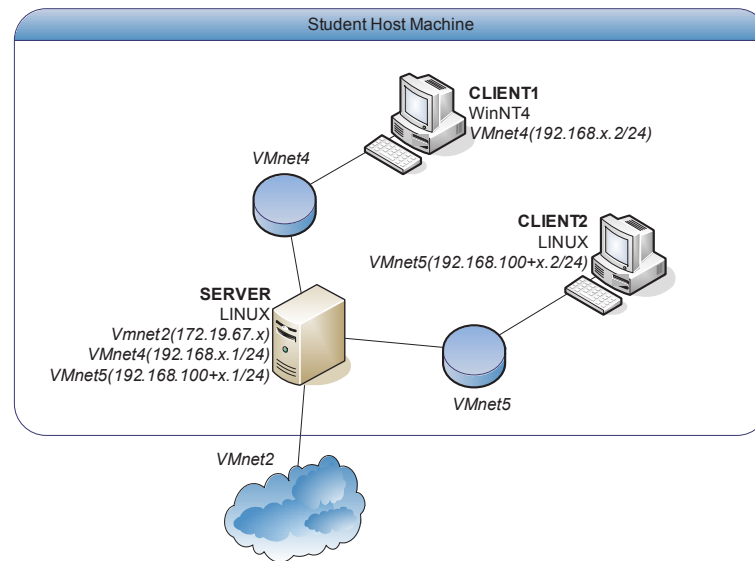 Student Host Machine
CLIENT1
WinNT4
VMnet4(192.168.x.2/24)
VMnet4
CLIENT2
LINUX
VMnet5(192.168.100+x.2/24)
SERVER
LINUX
Vmnet2(172.19.67.x)
VMnet4(192.168.x.1/24)
VMnet5(192.168.100+x.1/24)
VMnet5
VMnet2